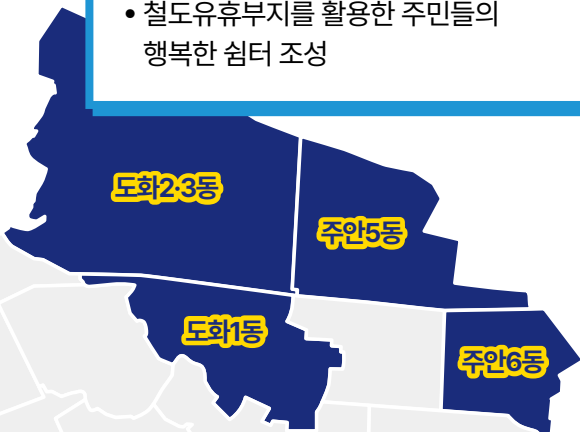 • 철도유휴부지를 활용한 주민들의
행복한 쉼터 조성
도화2·3동
주안5동
도화1동
주안6동